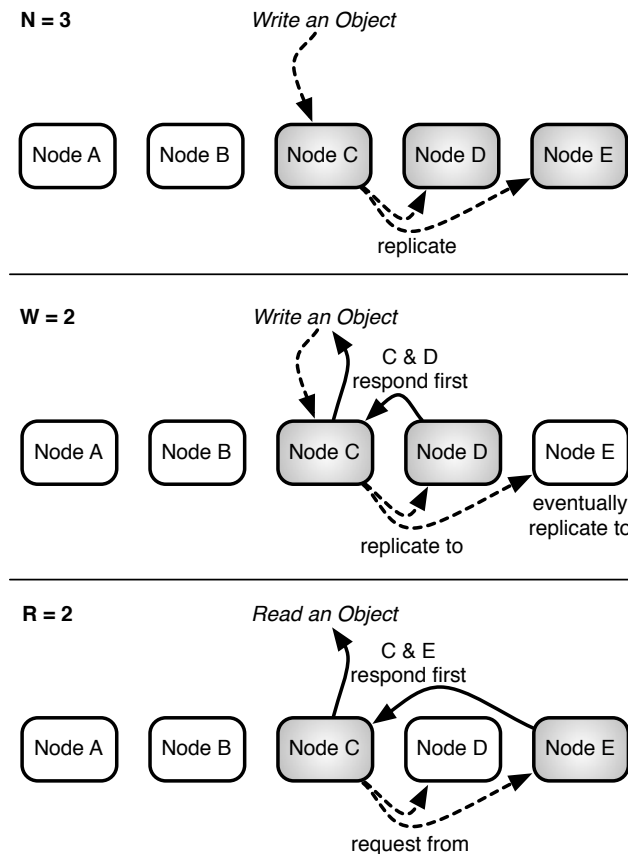 N = 3
Write an Object
Node A
Node B
Node C
Node D
Node E
replicate
W = 2
Write an Object
C & D
respond first
Node A
Node B
Node C
Node D
Node E
eventually
replicate to
replicate to
R = 2
Read an Object
C & E
respond first
Node A
Node B
Node C
Node D
Node E
request from